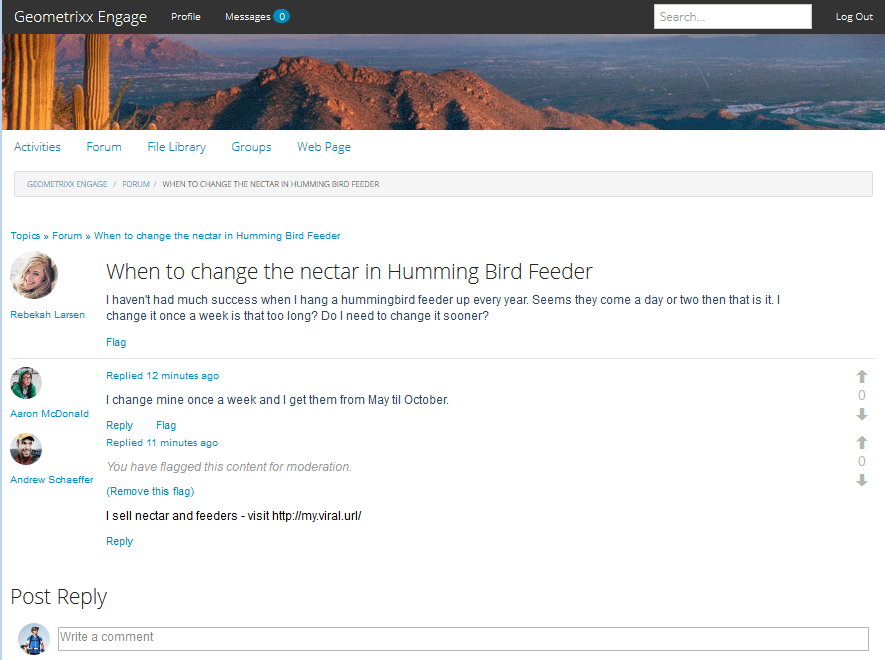 Geometrixx Engage Profile Messages 0 Search... Log Out
Activities Forum File Library Groups Web Page
GEOMETRIXX ENGAGE / FORUM / WHEN TO CHANGE THE NECTAR IN HUMMING BIRD FEEDER
Topics » Forum » When to change the nectar in Humming Bird Feeder
When to change the nectar in Humming Bird Feeder
I haven't had much success when I hang a hummingbird feeder up every year. Seems they come a day or two then that is it. I
change it once a week is that too long? Do I need to change it sooner?
Rebekah Larsen
Flag
Replied 12 minutes ago
I change mine once a week and I get them from May til October.
0
Aaron McDonald
Reply Flag
Replied 11 minutes ago
You have flagged this content for moderation.
0
Andrew Schaeffer
(Remove this flag)
I sell nectar and feeders - visit http://my.viral.url/
Reply
Post Reply
Write a comment